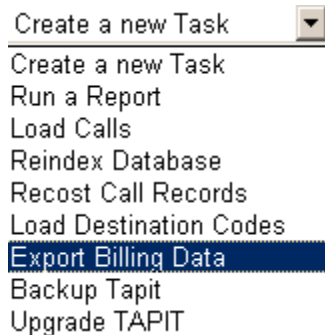 Create a new Task
Create a new Task
Run a Report
Load Calls
Reindex Database
Recost Call Records
Load Destination Codes
Export Billing Data
Backup Tapit
Upgrade TAPIT